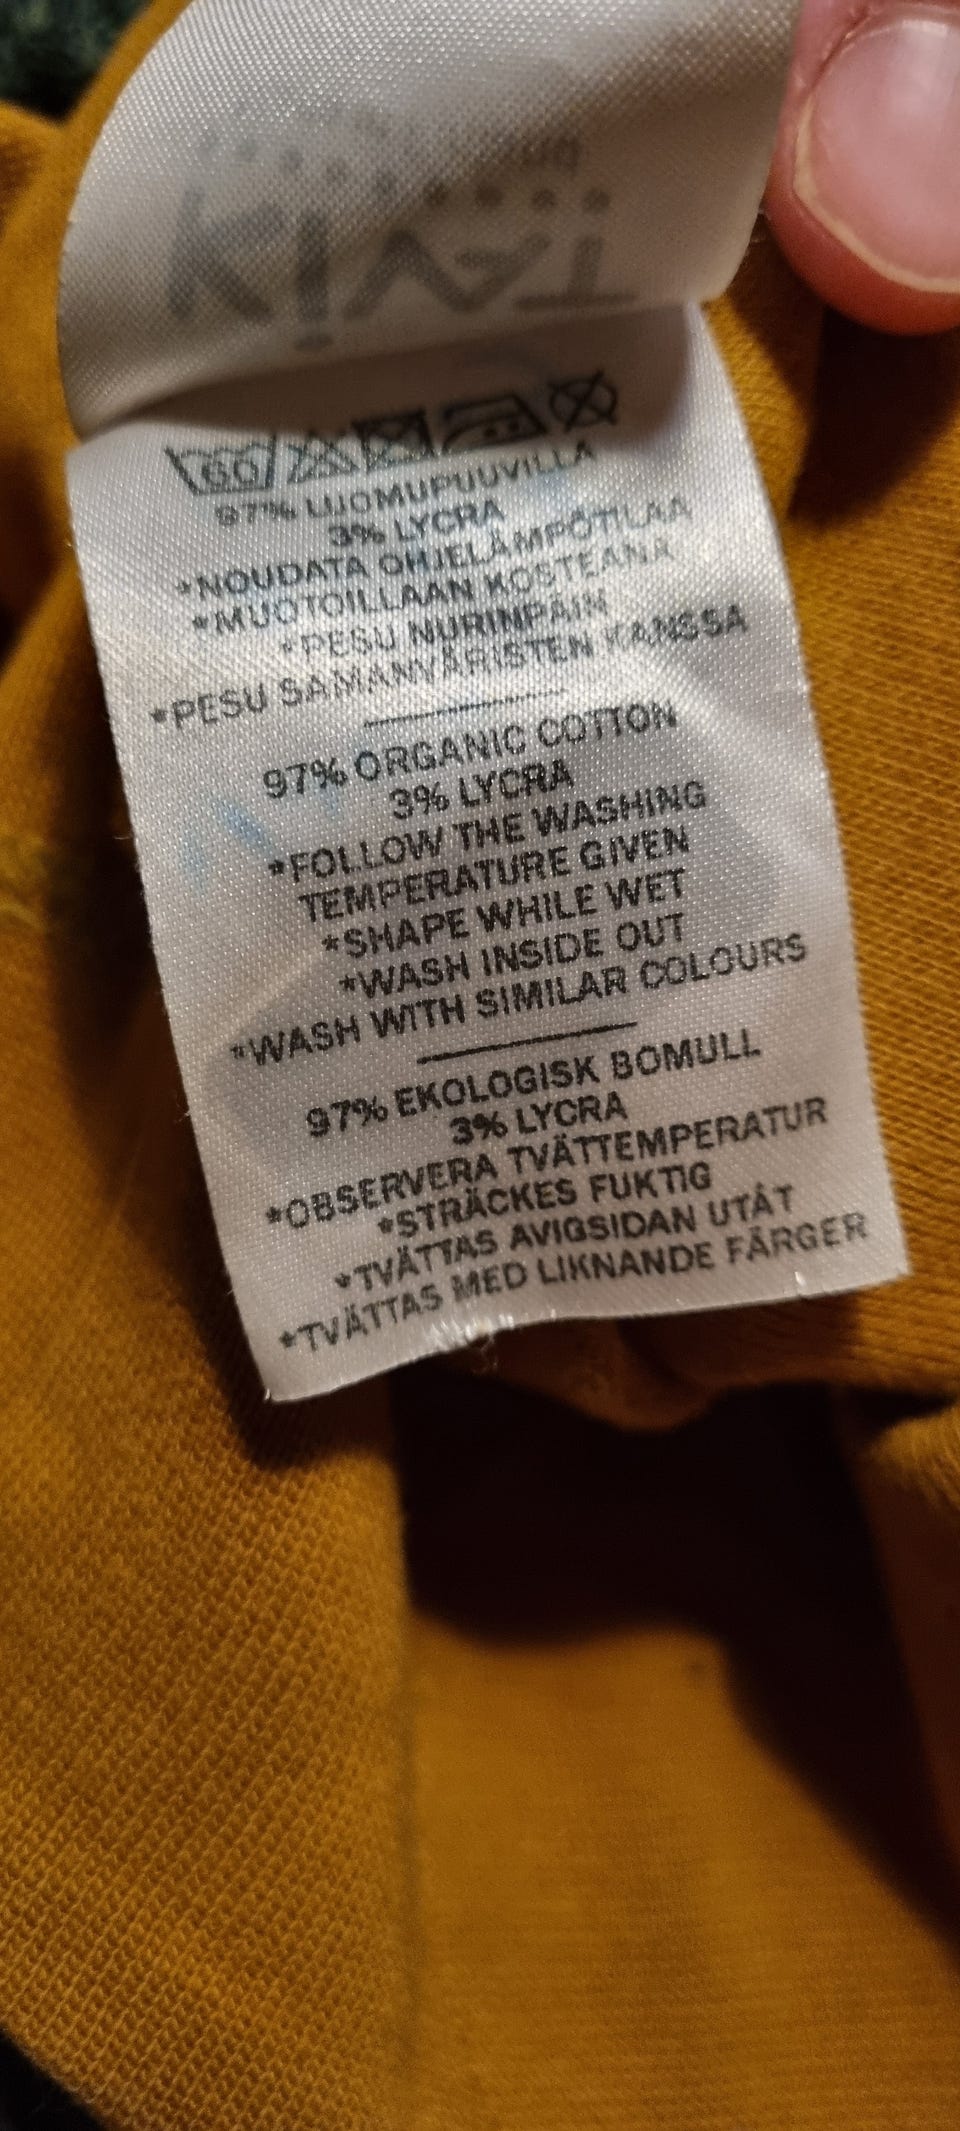 60
97% LUOMUPUUVILLA
3% LYCRA
*NOUDATA OHJELÄMPÖTILAA
*MUOTOILLAAN KOSTEANA
*PESU NURINPÄIN
*PESU SAMANVÄRISTEN KANSSA
97% ORGANIC COTTON
3% LYCRA
*FOLLOW THE WASHING
TEMPERATURE GIVEN
*SHAPE WHILE WET
*WASH INSIDE OUT
*WASH WITH SIMILAR COLOURS
97% EKOLOGISK BOMULL
3% LYCRA
*OBSERVERA TVÄTTEMPERATUR
*STRÄCKES FUKTIG
*TVÄTTAS AVIGSIDAN UTÅT
*TVÄTTAS MED LIKNANDE FÄRGER